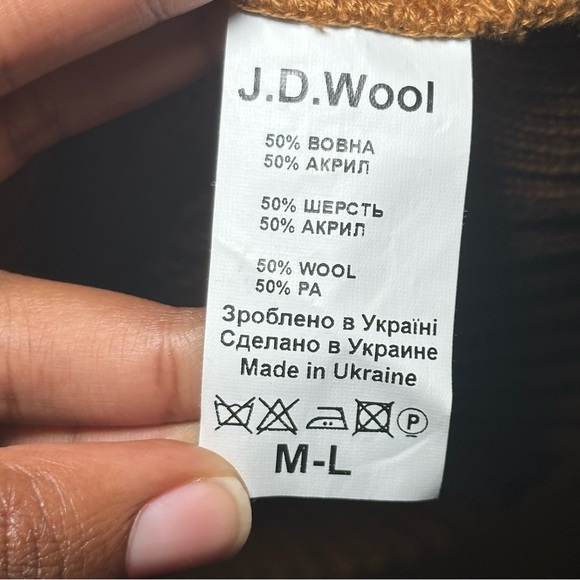 J.D.Wool
50% ВОВНА
50% АКРИЛ
50% ШЕРСТЬ
50% АКРИЛ
50% WOOL
50% PA
Зроблено в Україні
Сделано в Украине
Made in Ukraine
P
M-L